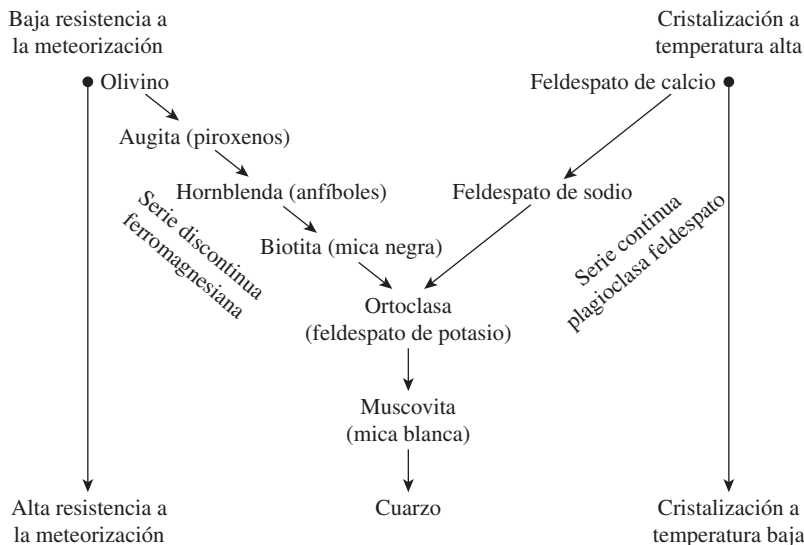 Baja resistencia a
la meteorización
Cristalización a
temperatura alta
Olivino
Feldespato de calcio
Augita (piroxenos)
Hornblenda (anfíboles)
Feldespato de sodio
Serie discontinua
ferromagnesiana
Biotita (mica negra)
Serie continua
plagioclasa feldespato
Ortoclasa
(feldespato de potasio)
Muscovita
(mica blanca)
Alta resistencia a
la meteorización
Cuarzo
Cristalización a
temperatura baja